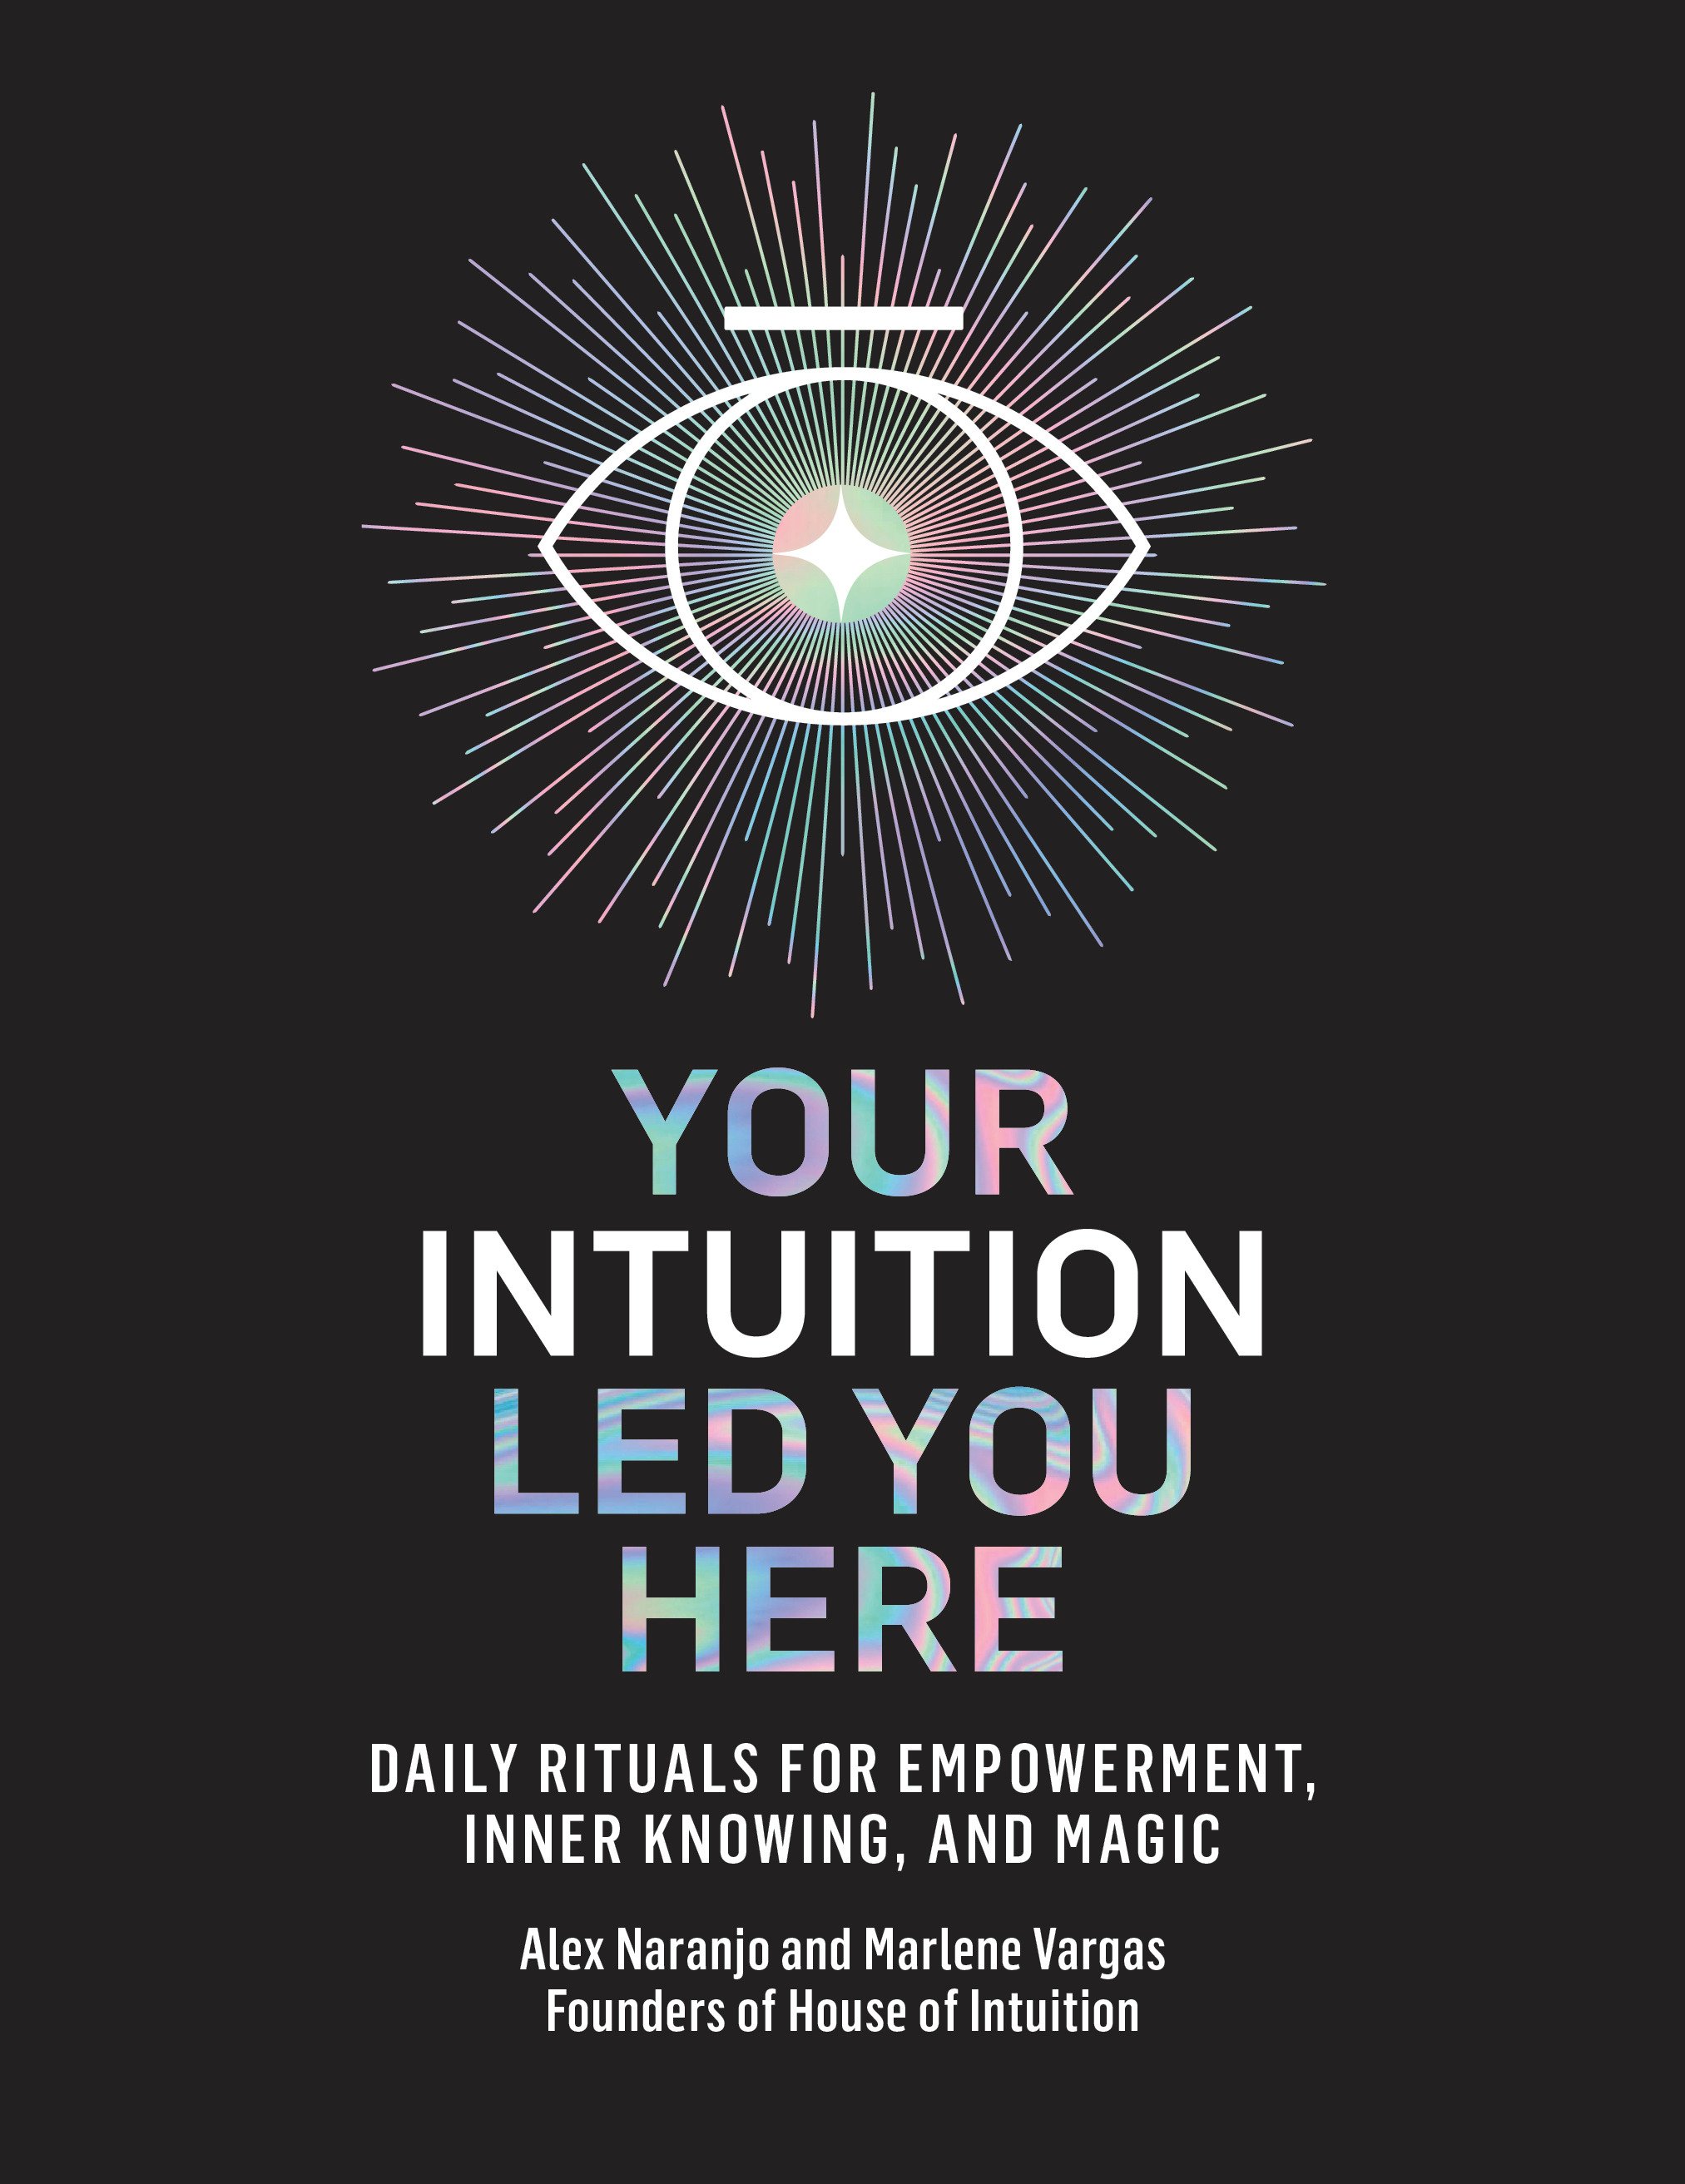 YOUR
INTUITION
LED YOU
HERE
DAILY RITUALS FOR EMPOWERMENT,
INNER KNOWING, AND MAGIC
Alex Naranjo and Marlene Vargas
Founders of House of Intuition